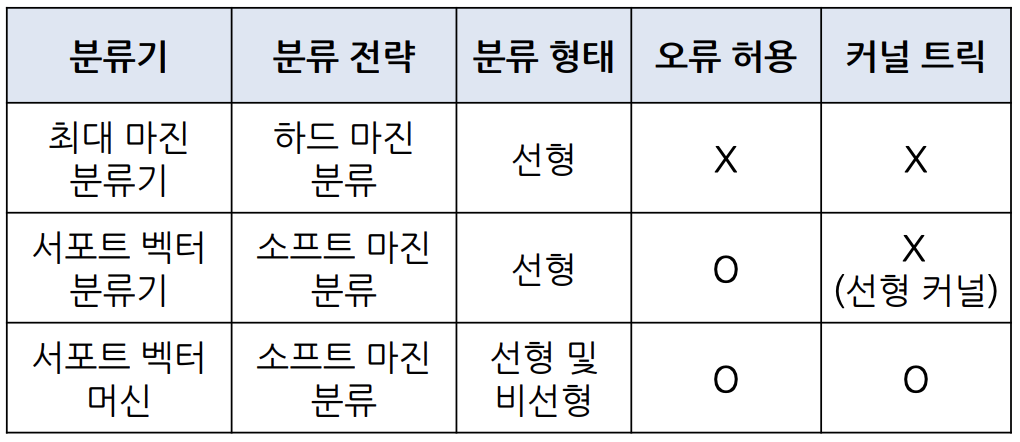 분류기 분류 전략 분류 형태 오류 허용 커널 트릭
최대 마진
분류기
하드 마진
분류
선형
X
X
서포트 벡터
분류기
소프트 마진
분류
선형
O
X
(선형 커널)
서포트 벡터
머신
소프트 마진
분류
선형 및
비선형
O
O